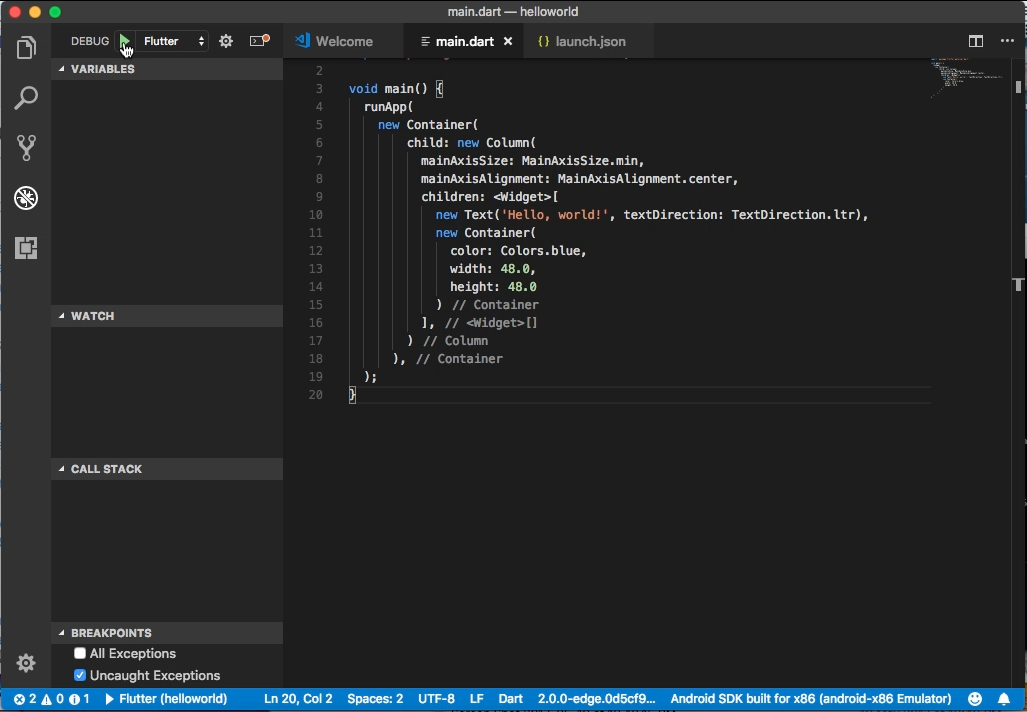 main.dart — helloworld
DEBUG Flutter Welcome main.dart {} launch.json
VARIABLES
2
3 void main() {
4 runApp(
5 new Container(
6 child: new Column(
7 mainAxisSize: MainAxisSize.min,
8 mainAxisAlignment: MainAxisAlignment.center,
9 children: <Widget>[
10 new Text('Hello, world!', textDirection: TextDirection.ltr),
11 new Container(
12 color: Colors.blue,
13 width: 48.0,
14 height: 48.0
15 ) // Container
16 ], // <Widget>[]
17 ) // Column
18 ), // Container
19 );
20 }
WATCH
CALL STACK
BREAKPOINTS
All Exceptions
Uncaught Exceptions
2 0 1 Flutter (helloworld) Ln 20, Col 2 Spaces: 2 UTF-8 LF Dart 2.0.0-edge.0d5cf9... Android SDK built for x86 (android-x86 Emulator)